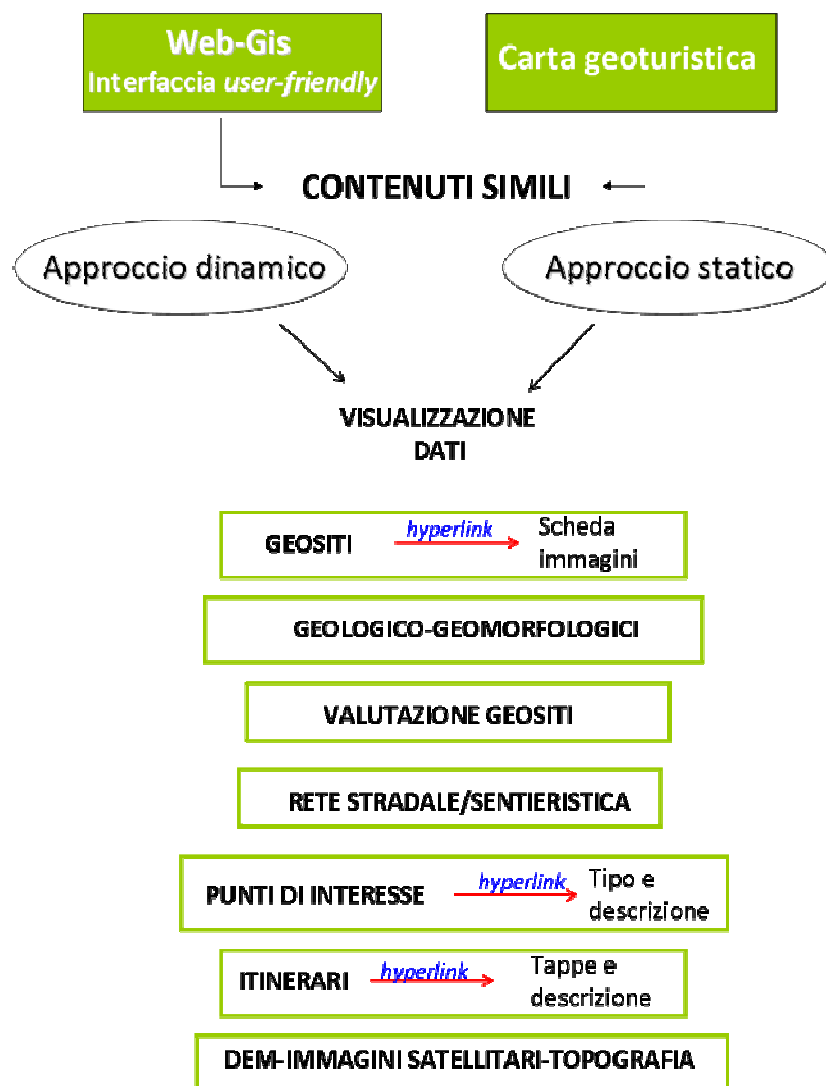 Web-Gis
Interfaccia user-friendly
Carta geoturistica
CONTENUTI SIMILI
Approccio dinamico
Approccio statico
VISUALIZZAZIONE
DATI
GEOSITI
hyperlink
Scheda
immagini
GEOLOGICO-GEOMORFOLOGICI
VALUTAZIONE GEOSITI
RETE STRADALE/SENTIERISTICA
PUNTI DI INTERESSE
hyperlink
Tipo e
descrizione
ITINERARI
hyperlink
Tappe e
descrizione
DEM-IMMAGINI SATELLITARI-TOPOGRAFIA